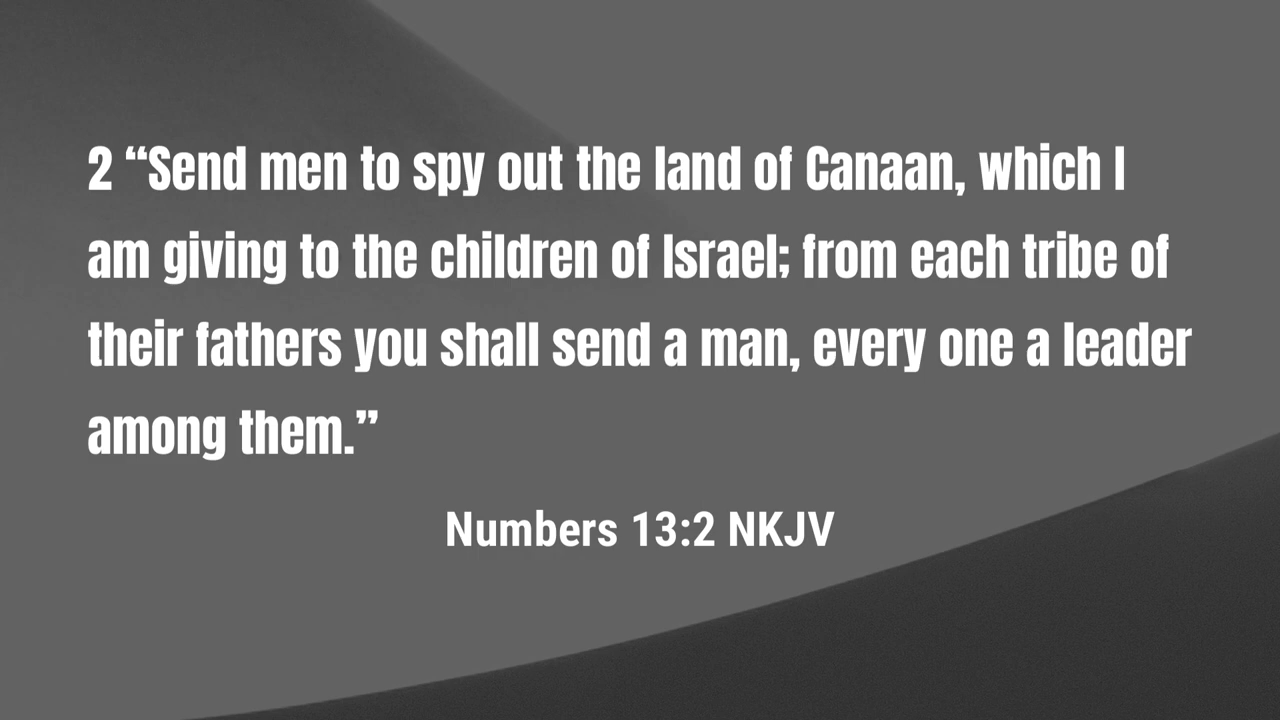 2 “Send men to spy out the land of Canaan, which I
am giving to the children of Israel; from each tribe of
their fathers you shall send a man, every one a leader
among them.”
Numbers 13:2 NKJV